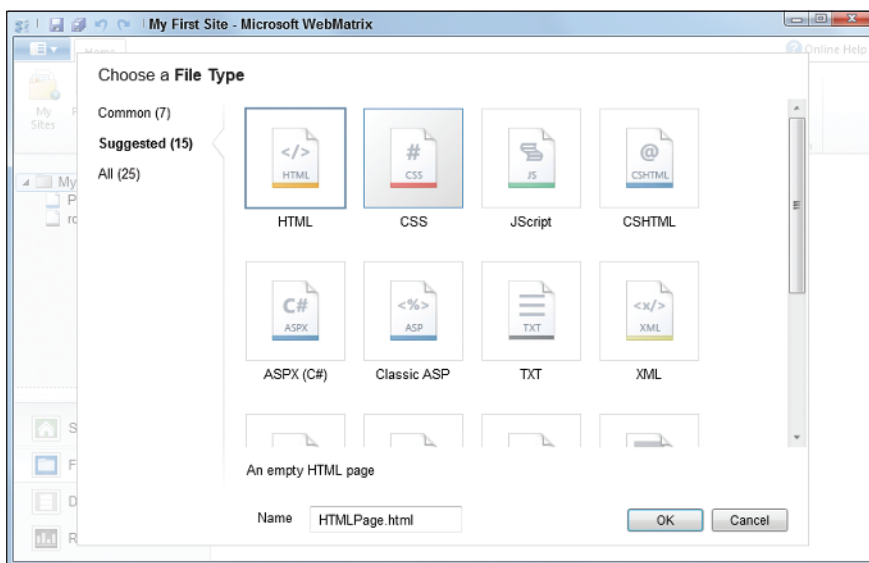 My First Site - Microsoft WebMatrix
Home
Online Help
My
Sites
Choose a File Type
Common (7)
Suggested (15)
All (25)
</>
HTML
#
CSS
JS
@
CSHTML
HTML
CSS
JScript
CSHTML
C#
ASPX
<%>
ASP
TXT
<x/>
XML
ASPX (C#)
Classic ASP
TXT
XML
My
P
S
F
D
R
An empty HTML page
Name
HTMLPage.html
OK
Cancel